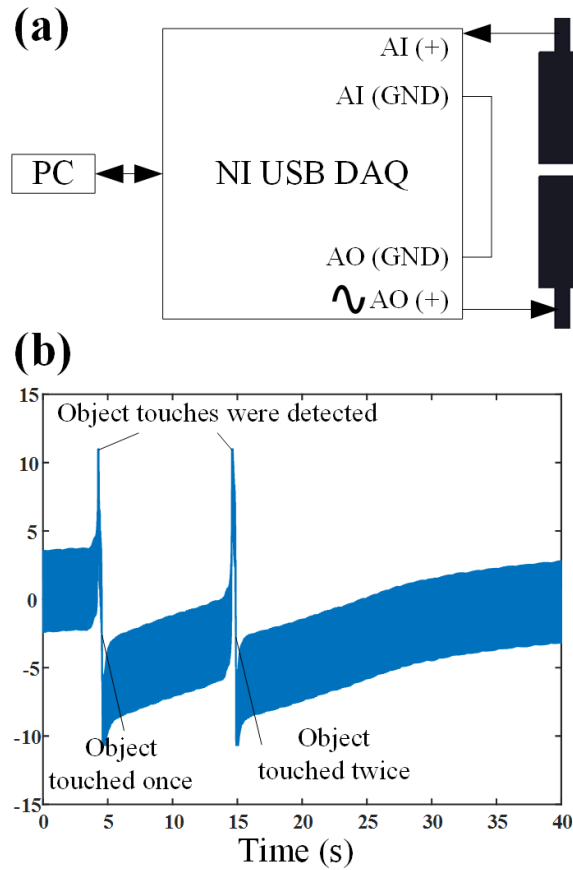 (a)
AI (+)
AI (GND)
PC
NI USB DAQ
AO (GND)
AO (+)
(b)
15
Object touches were detected
10
5
0
-5
-10
Object
touched once
Object
touched twice
-15
0 5 10 15 20 25 30 35 40
Time (s)